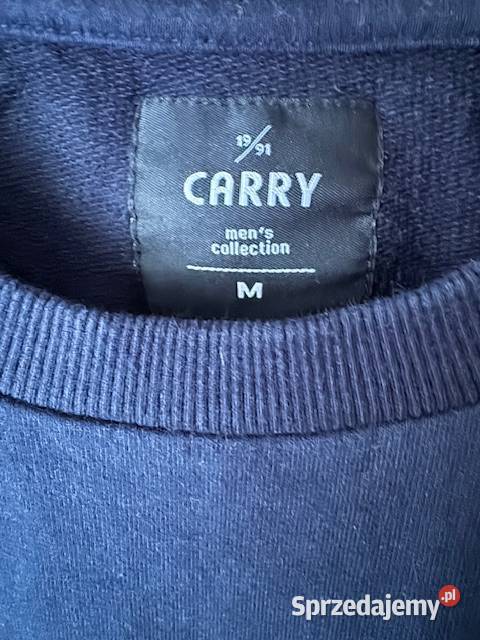 19/91
CARRY
men's
collection
M
Sprzedajemy.pl